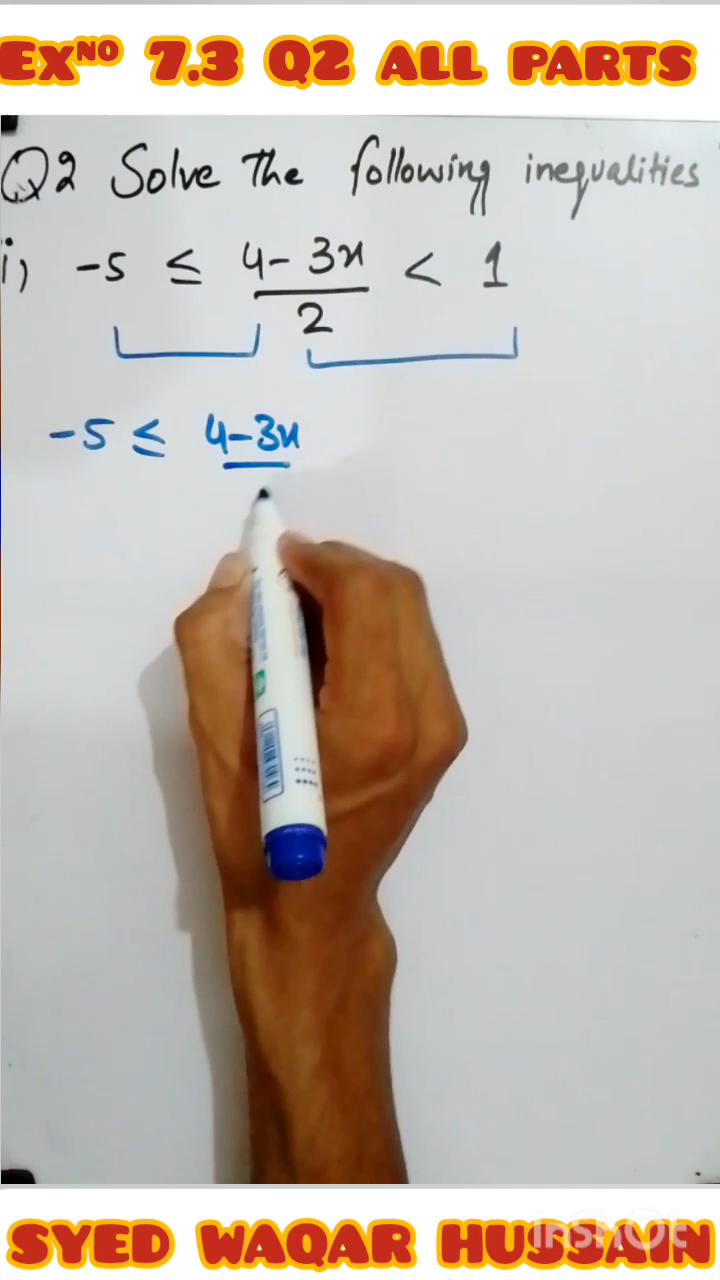 Exᴺᴼ 7.3 Q2 ALL PARTS
Q2 Solve The following inequalities
i) -5 ≤ 4-3x/2 < 1
-5 ≤ 4-3x
SYED WAQAR HUSSAIN
InShOt